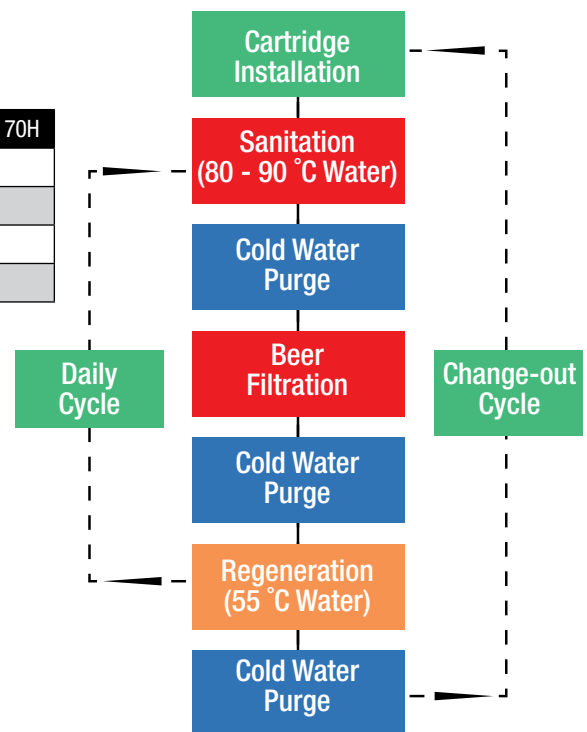 Cartridge
Installation
70H
Sanitation
(80 - 90 ˚C Water)
Cold Water
Purge
Beer
Filtration
Daily
Cycle
Change-out
Cycle
Cold Water
Purge
Regeneration
(55 ˚C Water)
Cold Water
Purge